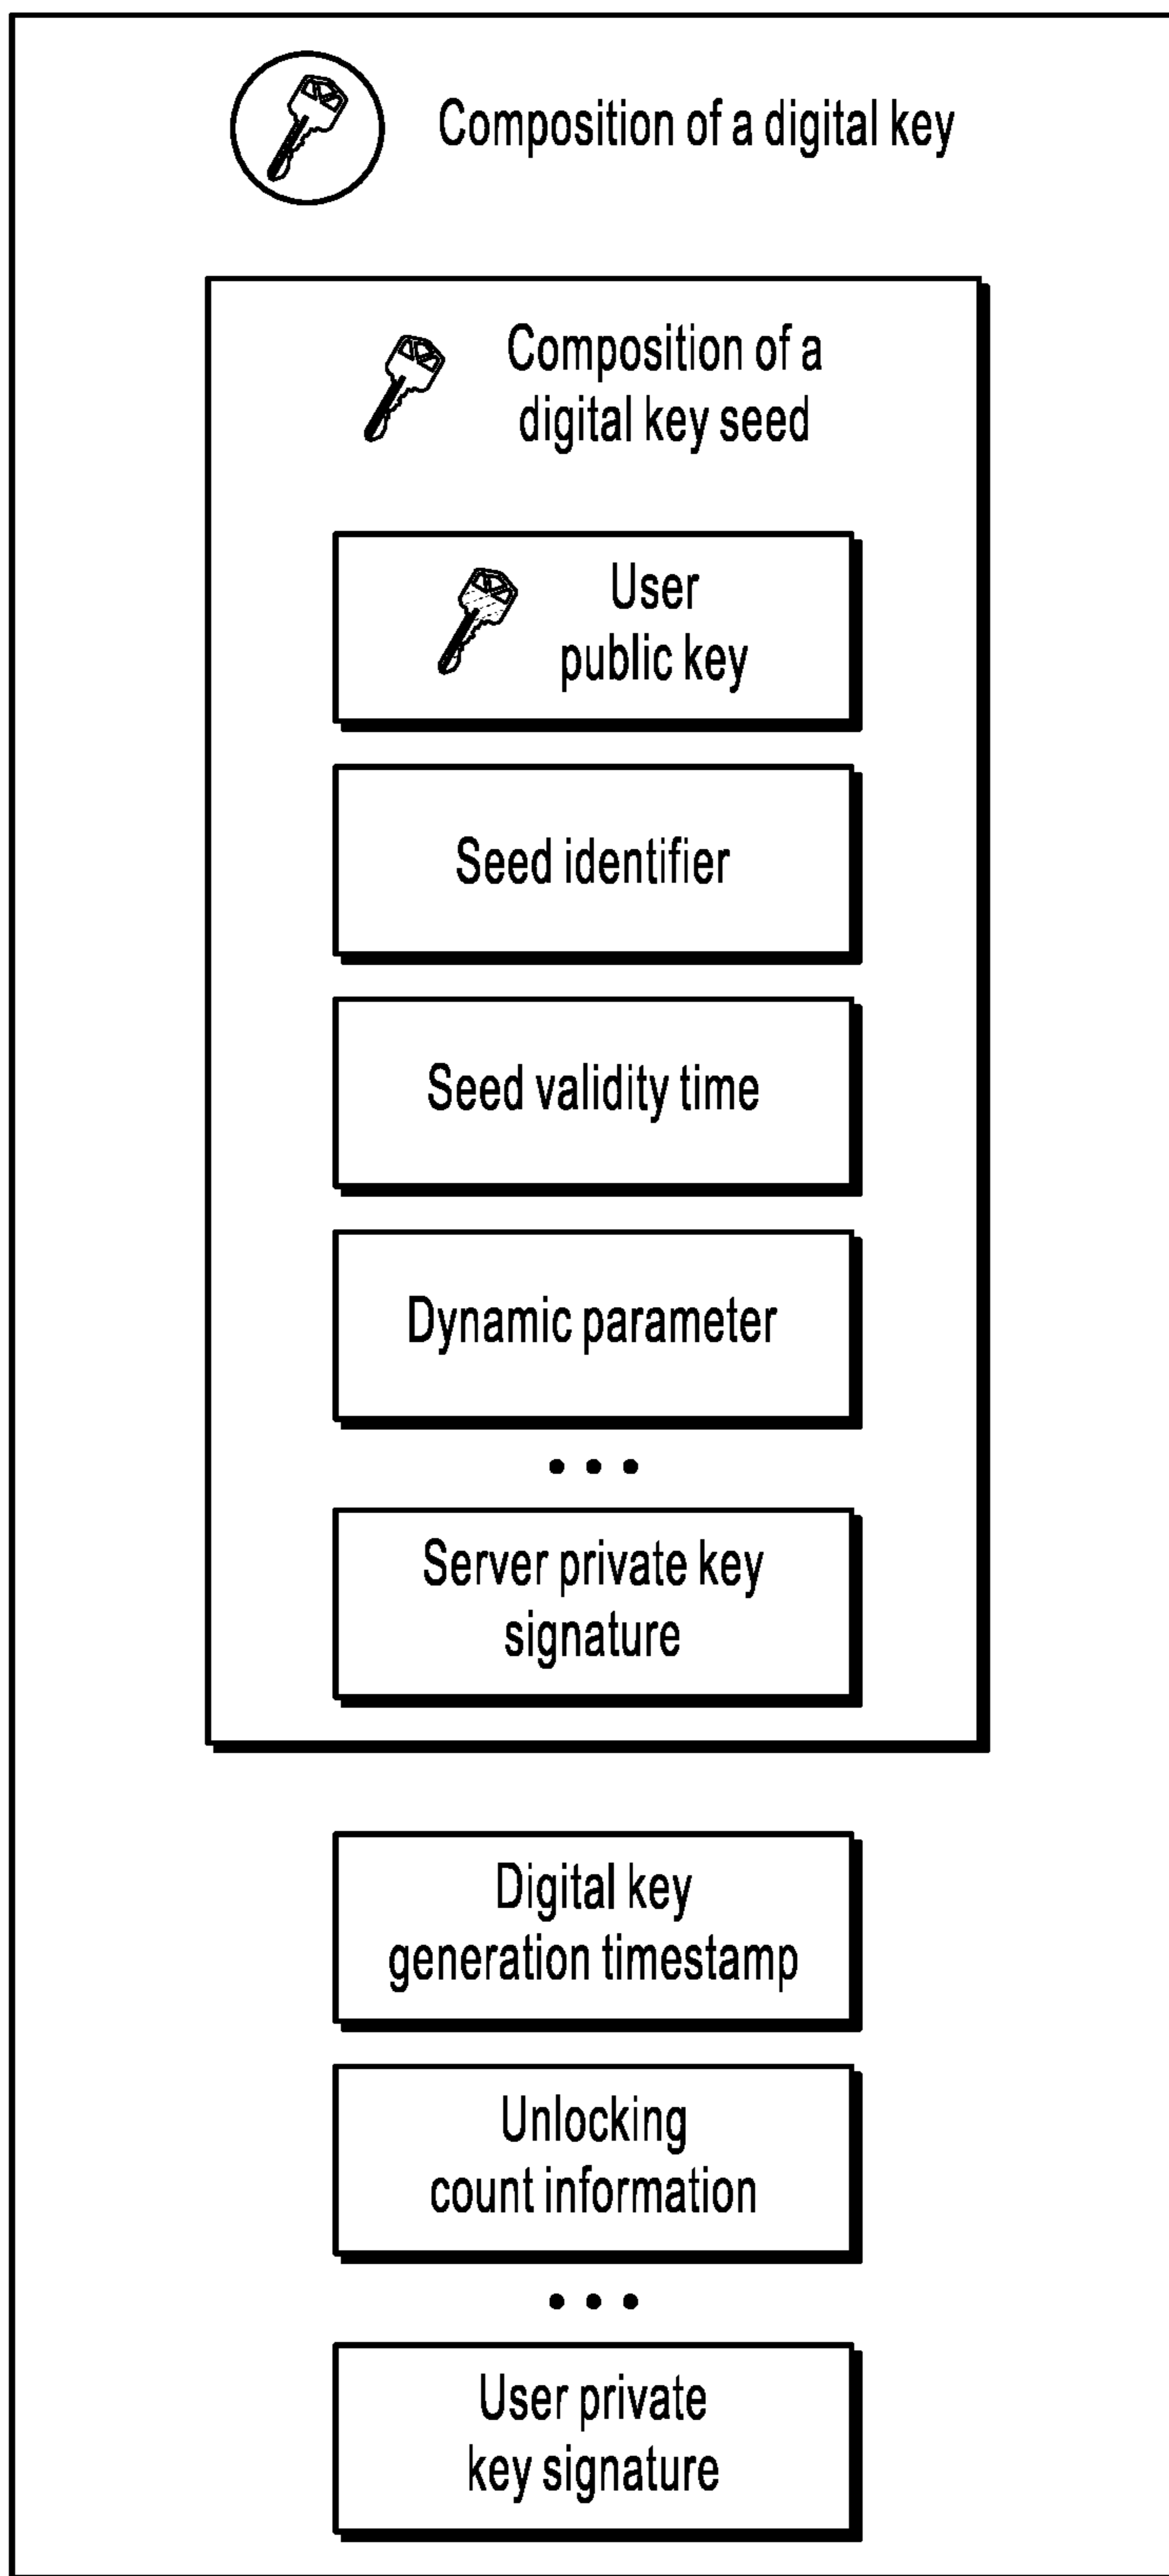 Composition of a digital key
Composition of a
digital key seed
User
public key
Seed identifier
Seed validity time
Dynamic parameter
• • •
Server private key
signature
Digital key
generation timestamp
Unlocking
count information
• • •
User private
key signature